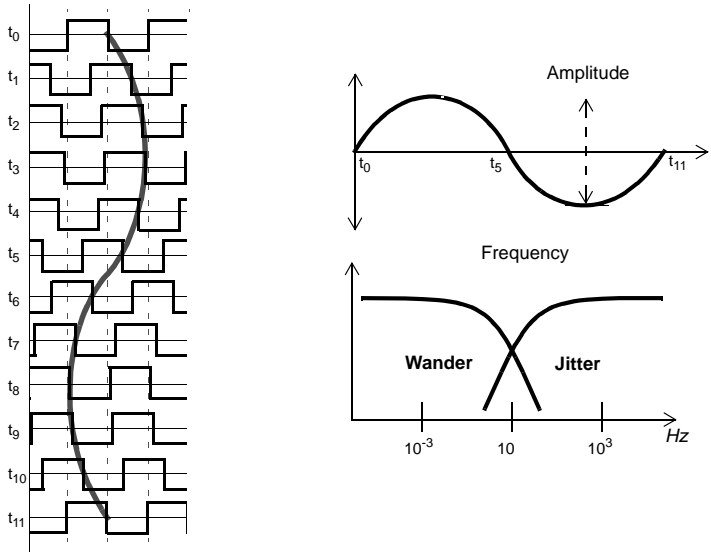 t0
t1
t2
t3
t4
t5
t6
t7
t8
t9
t10
t11
Amplitude
t0 t5 t11
Frequency
Wander Jitter
10-3 10 103 Hz